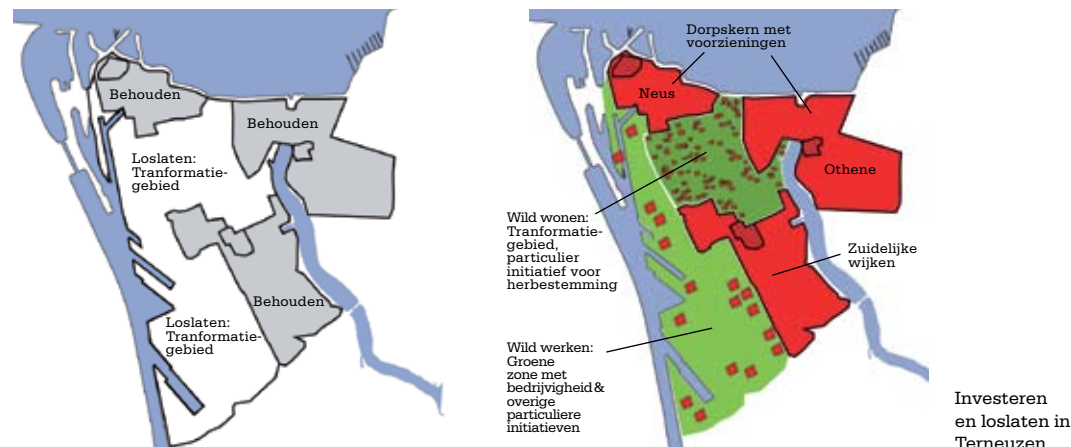 Behouden
Behouden
Loslaten:
Tranformatie-
gebied
Behouden
Loslaten:
Tranformatie-
gebied
Dorpskern met
voorzieningen
Neus
Othene
Wild wonen:
Tranformatie-
gebied,
particulier
initiatief voor
herbestemming
Zuidelijke
wijken
Wild werken:
Groene
zone met
bedrijvigheid &
overige
particuliere
initiatieven
Investeren
en loslaten in
Terneuzen